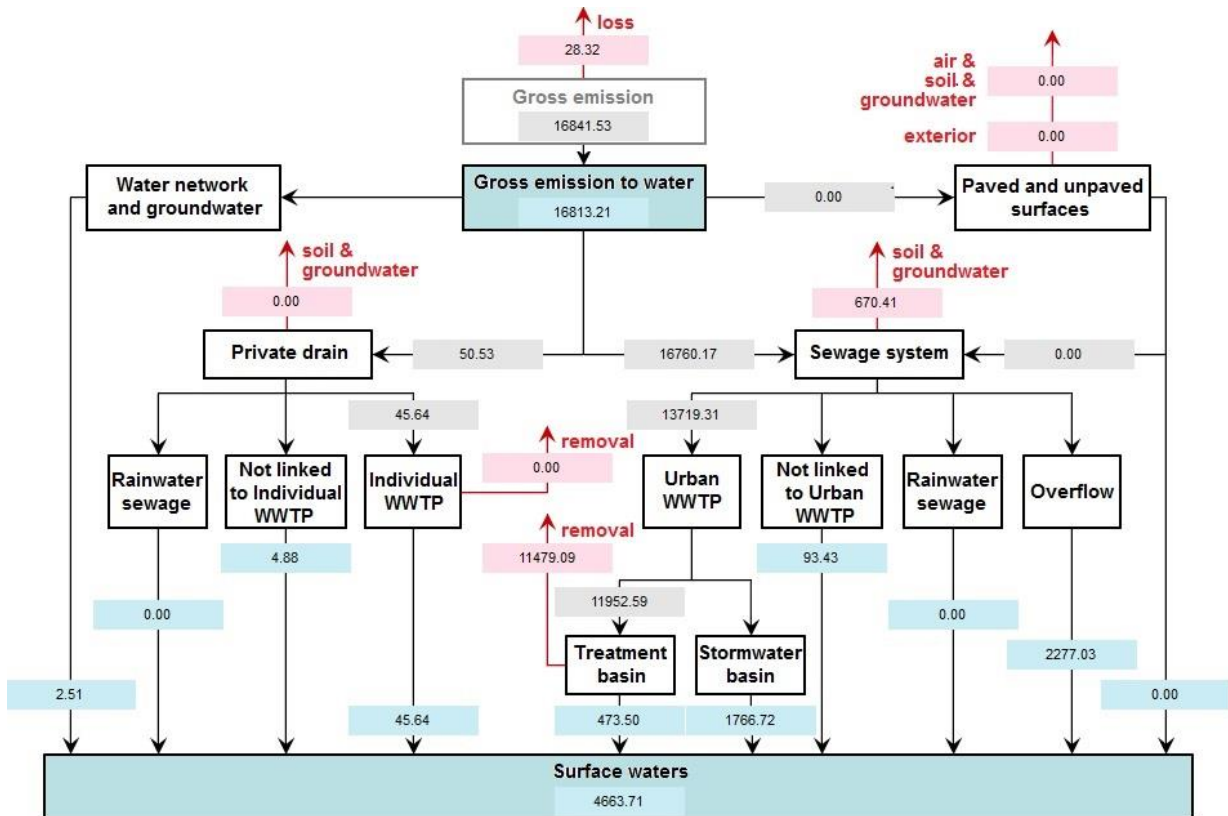 loss
28.32
Gross emission
16841.53
air &
soil &
groundwater
0.00
exterior
0.00
Water network
and groundwater
Gross emission to water
16813.21
0.00
Paved and unpaved
surfaces
soil &
groundwater
0.00
soil &
groundwater
670.41
Private drain
50.53
16760.17
Sewage system
0.00
45.64
13719.31
removal
0.00
Rainwater
sewage
Not linked
to Individual
WWTP
Individual
WWTP
Urban
WWTP
Not linked
to Urban
WWTP
Rainwater
sewage
Overflow
removal
11479.09
4.88
93.43
0.00
11952.59
0.00
Treatment
basin
Stormwater
basin
2277.03
2.51
45.64
473.50
1766.72
0.00
Surface waters
4663.71